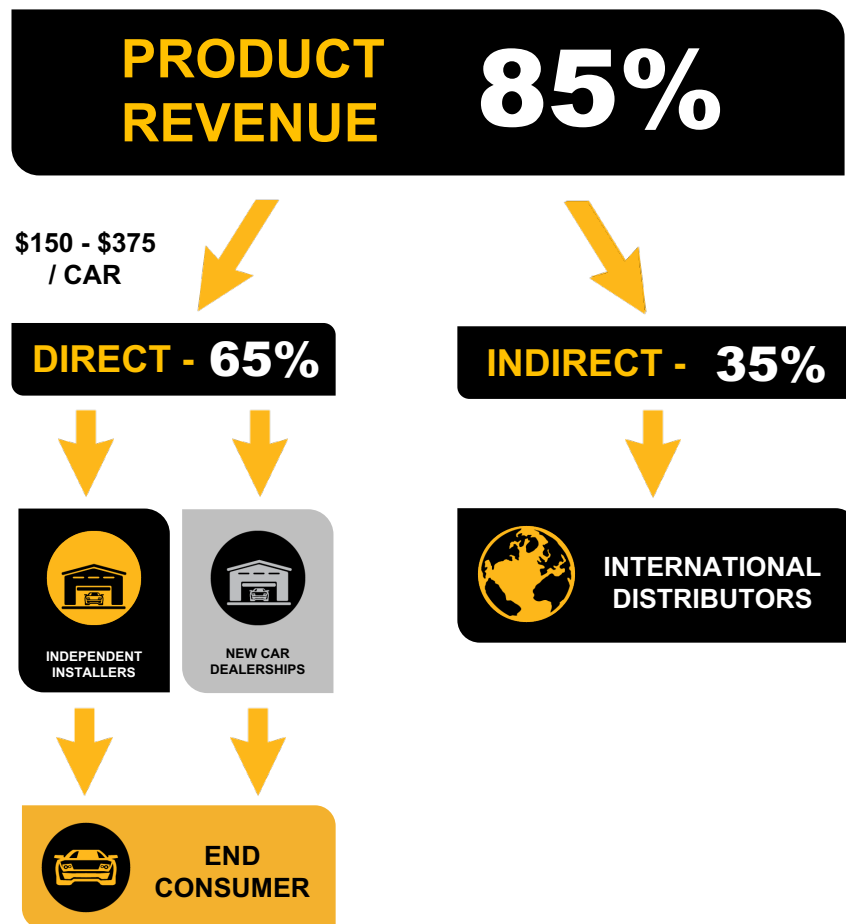 PRODUCT
REVENUE
85%
$150 - $375
/ CAR
DIRECT - 65%
INDIRECT - 35%
INDEPENDENT
INSTALLERS
NEW CAR
DEALERSHIPS
INTERNATIONAL
DISTRIBUTORS
END
CONSUMER